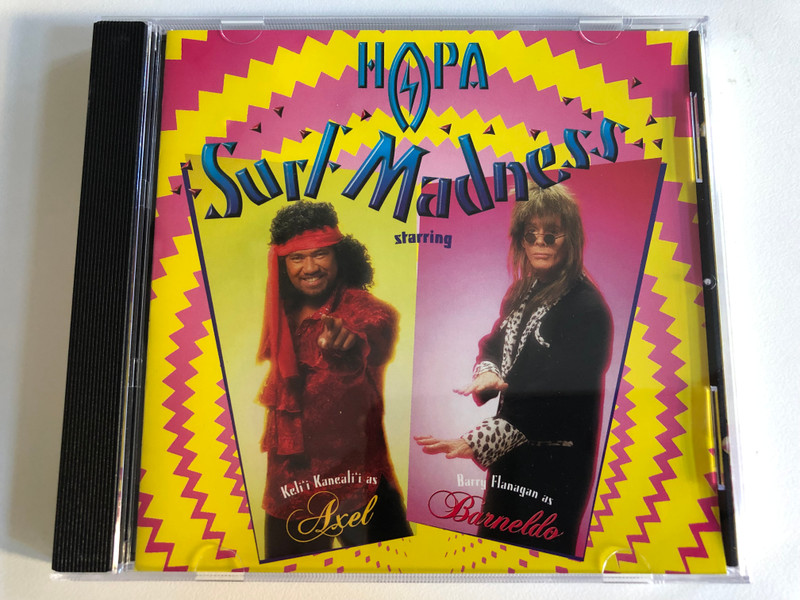 HAPA
Surf Madness
starring
Keli'i Kaneali'i as
Axel
Barry Flanagan as
Barneldo